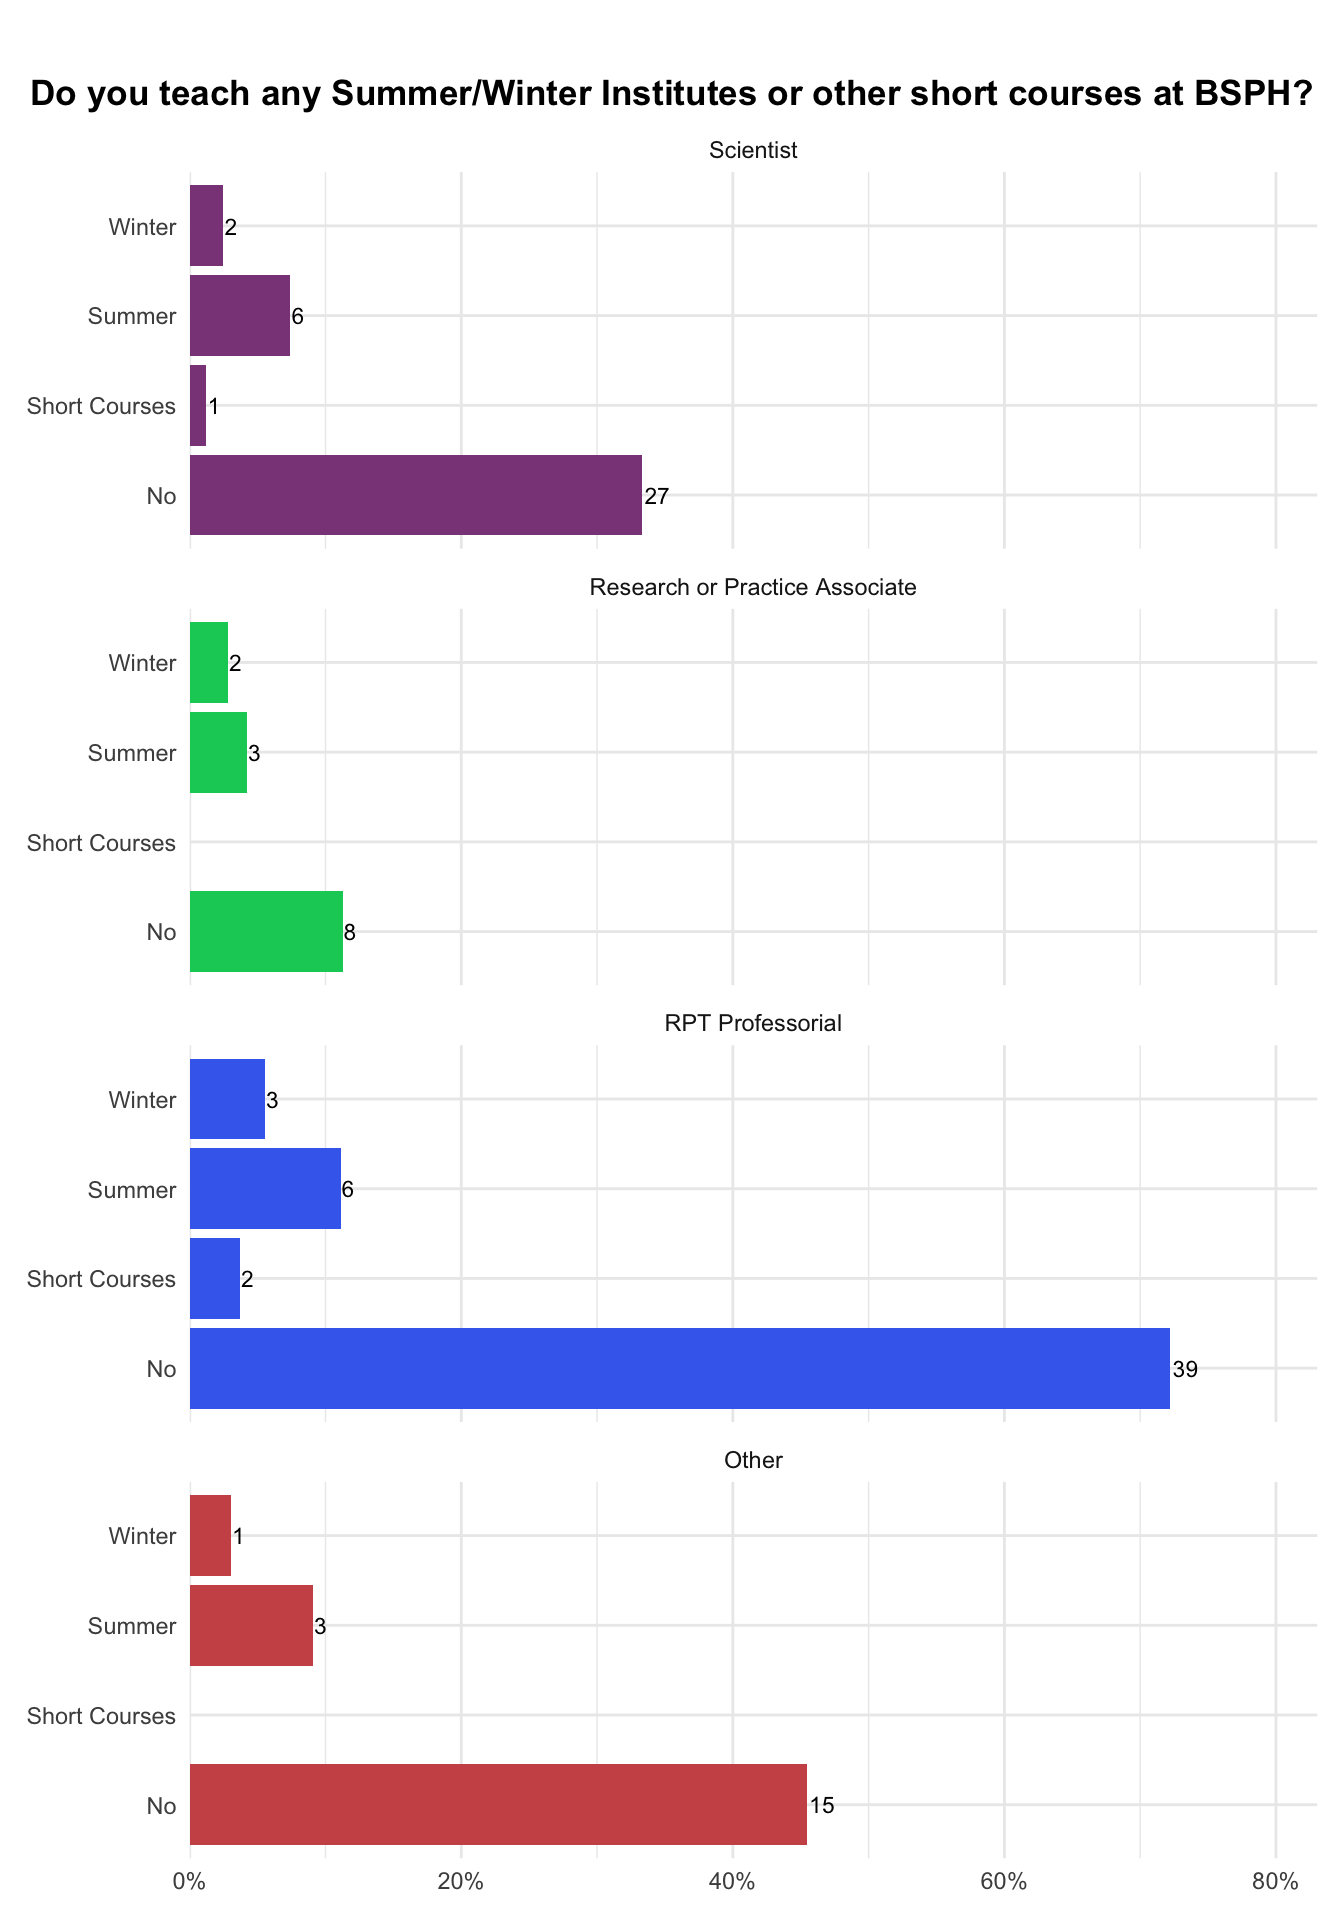 Do you teach any Summer/Winter Institutes or other short courses at BSPH?
Scientist
Winter
2
Summer
6
Short Courses
1
No
27
Research or Practice Associate
Winter
2
Summer
3
Short Courses
No
8
RPT Professorial
Winter
3
Summer
6
Short Courses
2
No
39
Other
Winter
1
Summer
3
Short Courses
No
15
0%
20%
40%
60%
80%